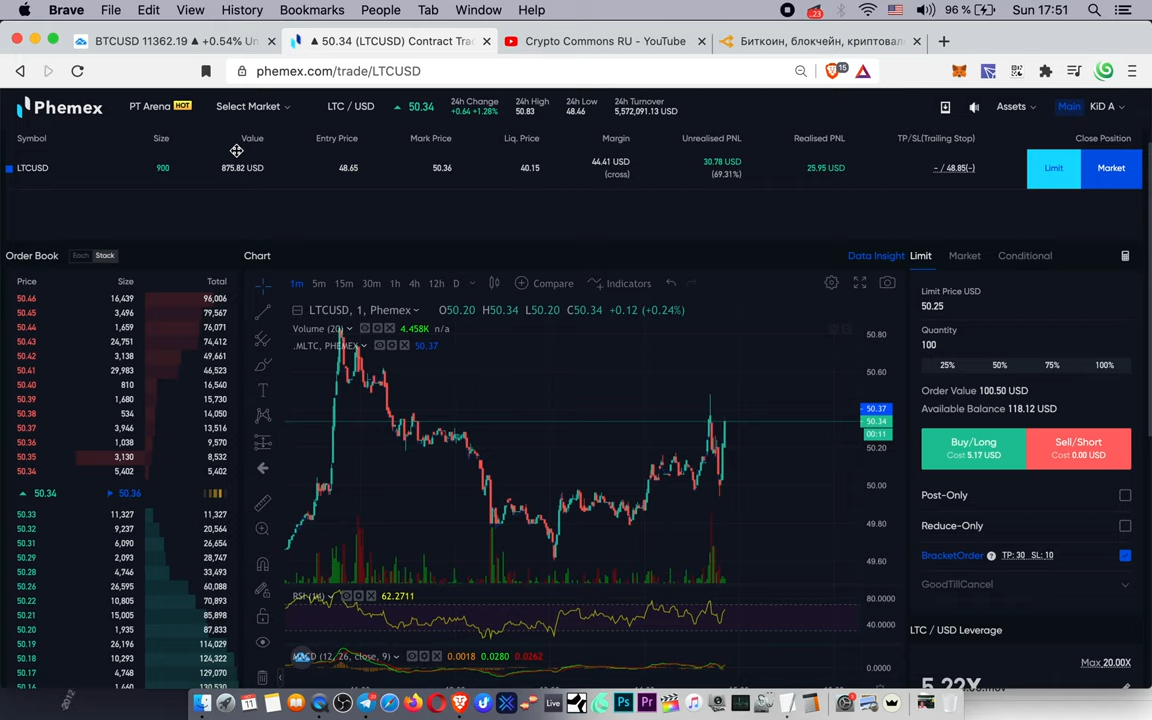 Brave File Edit View History Bookmarks People Tab Window Help 23 96 % Sun 17:51
BTCUSD 11362.19 ▲ +0.54% Un
▲ 50.34 (LTCUSD) Contract Tra
Crypto Commons RU - YouTube
Биткоин, блокчейн, криптовал
phemex.com/trade/LTCUSD
15
Phemex
PT Arena HOT
Select Market
LTC / USD
50.34
24h Change
+0.64 +1.28%
24h High
50.83
24h Low
48.46
24h Turnover
5,572,091.13 USD
Assets
Main
KiD A
Symbol Size Value Entry Price Mark Price Liq. Price Margin Unrealised PNL Realised PNL TP/SL(Trailing Stop) Close Position
LTCUSD 900 875.82 USD 48.65 50.36 40.15 44.41 USD 30.78 USD 25.95 USD - / 48.85(-) Limit Market
(cross) (69.31%)
Order Book Each Stack
Price Size Total
50.46 16,439 96,006
50.45 3,496 79,567
50.44 1,659 76,071
50.43 24,751 74,412
50.42 3,138 49,661
50.41 29,983 46,523
50.40 810 16,540
50.39 1,680 15,730
50.38 534 14,050
50.37 3,946 13,516
50.36 1,038 9,570
50.35 3,130 8,532
50.34 5,402 5,402
50.34 50.36
50.33 11,327 11,327
50.32 9,237 20,564
50.31 6,090 26,654
50.29 2,093 28,747
50.28 4,746 33,493
50.26 26,595 60,088
50.22 10,805 70,893
50.21 15,005 85,898
50.20 1,935 87,833
50.19 26,196 114,029
50.18 10,293 124,322
50.17 4,748 129,070
Chart
Data Insight
1m 5m 15m 30m 1h 4h 12h D
Compare
Indicators
LTCUSD, 1, Phemex
O50.20 H50.34 L50.20 C50.34 +0.12 (+0.24%)
Volume (20) 4.458K n/a
.MLTC, PHEMEX 50.37
50.80
50.60
50.37
50.34
00:11
50.20
50.00
49.80
49.60
62.2711
80.0000
40.0000
MACD (12, 26, close, 9) 0.0018 0.0280 0.0262
0.0000
Limit Market Conditional
Limit Price USD
50.25
Quantity
100
25% 50% 75% 100%
Order Value 100.50 USD
Available Balance 118.12 USD
Buy/Long
Cost 5.17 USD
Sell/Short
Cost 0.00 USD
Post-Only
Reduce-Only
BracketOrder TP: 30 SL: 10
GoodTillCancel
LTC / USD Leverage
Max 20.00X
5.22X
Live
Ps
Pr